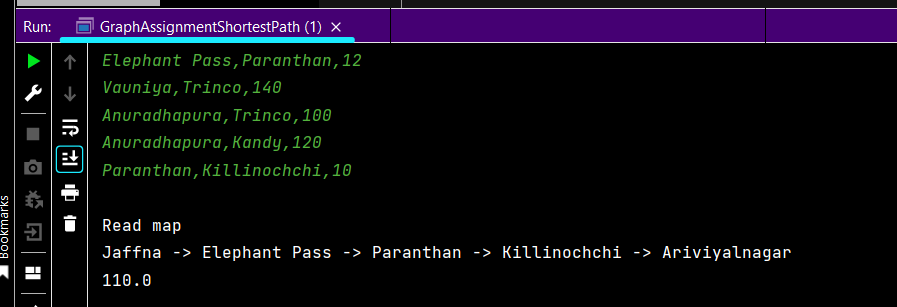 Run: GraphAssignmentShortestPath (1) ×
Elephant Pass,Paranthan,12
Vauniya,Trinco,140
Anuradhapura,Trinco,100
Anuradhapura,Kandy,120
Paranthan,Killinochchi,10
Read map
Jaffna -> Elephant Pass -> Paranthan -> Killinochchi -> Ariviyalnagar
110.0
Bookmarks